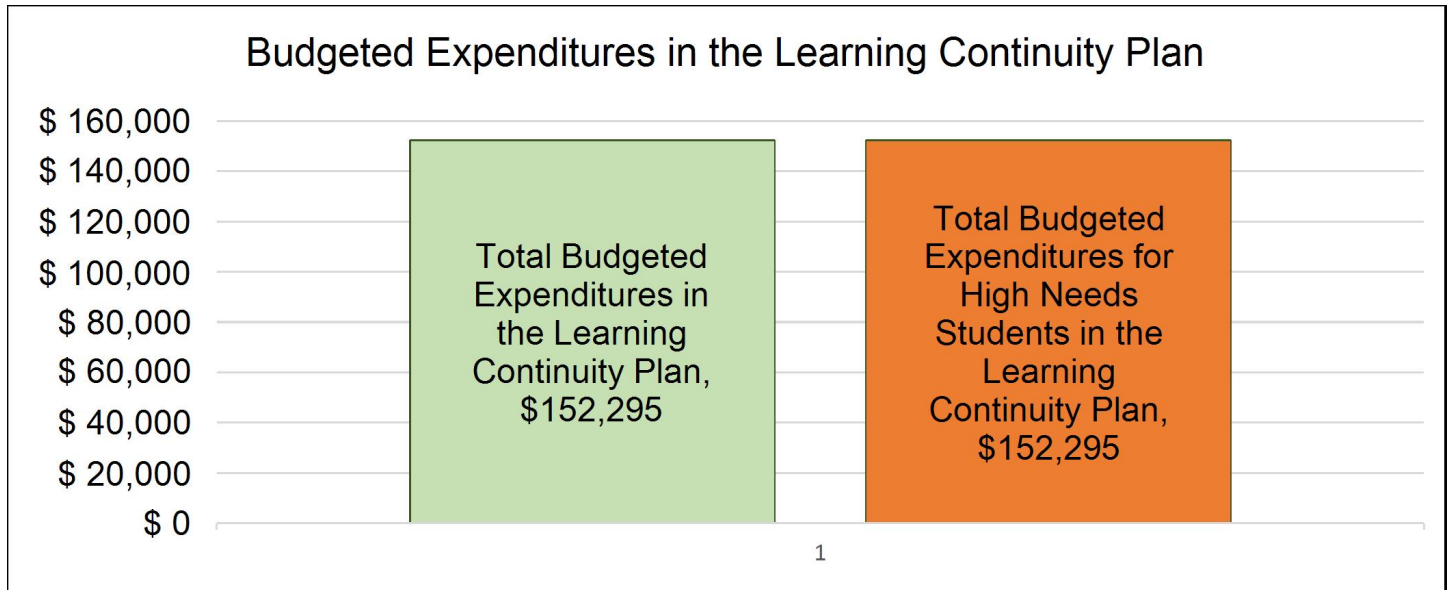 Budgeted Expenditures in the Learning Continuity Plan
$ 160,000
$ 140,000
$ 120,000
$ 100,000
$ 80,000
$ 60,000
$ 40,000
$ 20,000
$ 0
Total Budgeted
Expenditures in
the Learning
Continuity Plan,
$152,295
Total Budgeted
Expenditures for
High Needs
Students in the
Learning
Continuity Plan,
$152,295
1